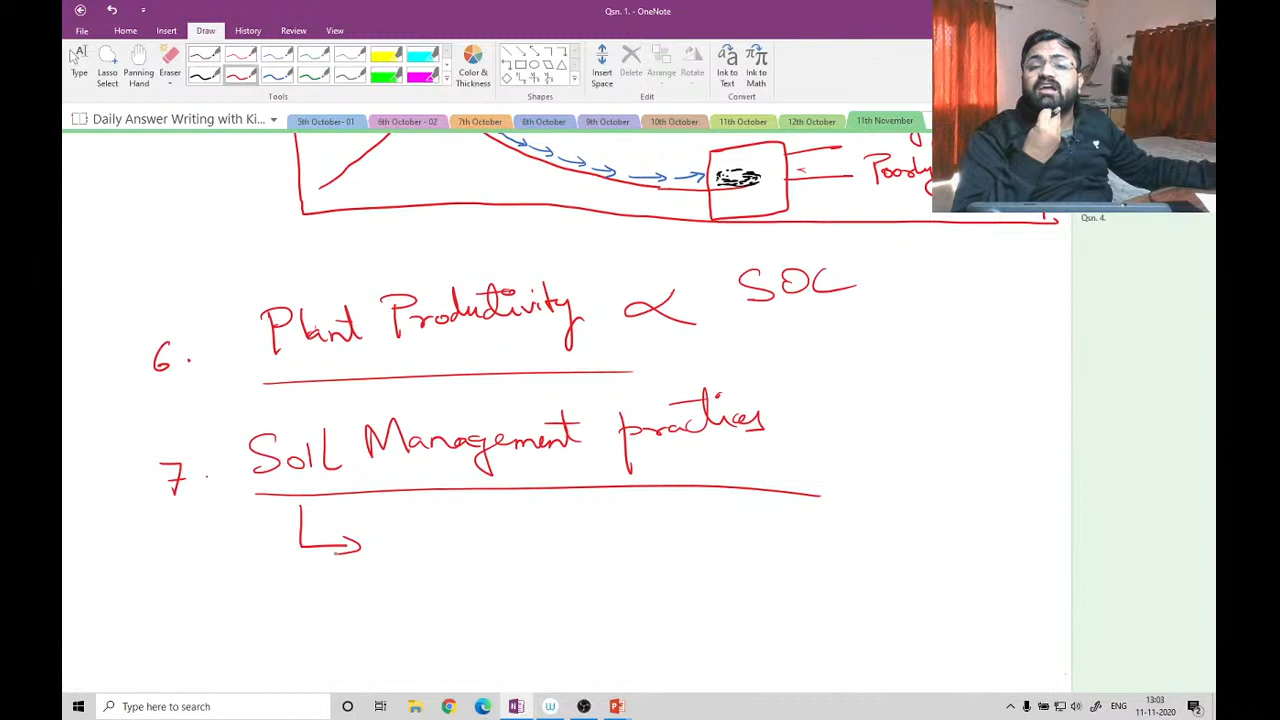 Qsn. 1. - OneNote
File Home Insert Draw History Review View
Type Lasso Select Panning Hand Eraser Color & Thickness Insert Space Delete Arrange Rotate Ink to Text Ink to Math
Tools Shapes Edit Convert
Daily Answer Writing with Ki 5th October- 01 6th October - 02 7th October 8th October 9th October 10th October 11th October 12th October 11th November
Poorly
Qsn. 4.
6. Plant Productivity ∝ SOC
7. Soil Management practices
Type here to search
ENG 13:03 11-11-2020 2